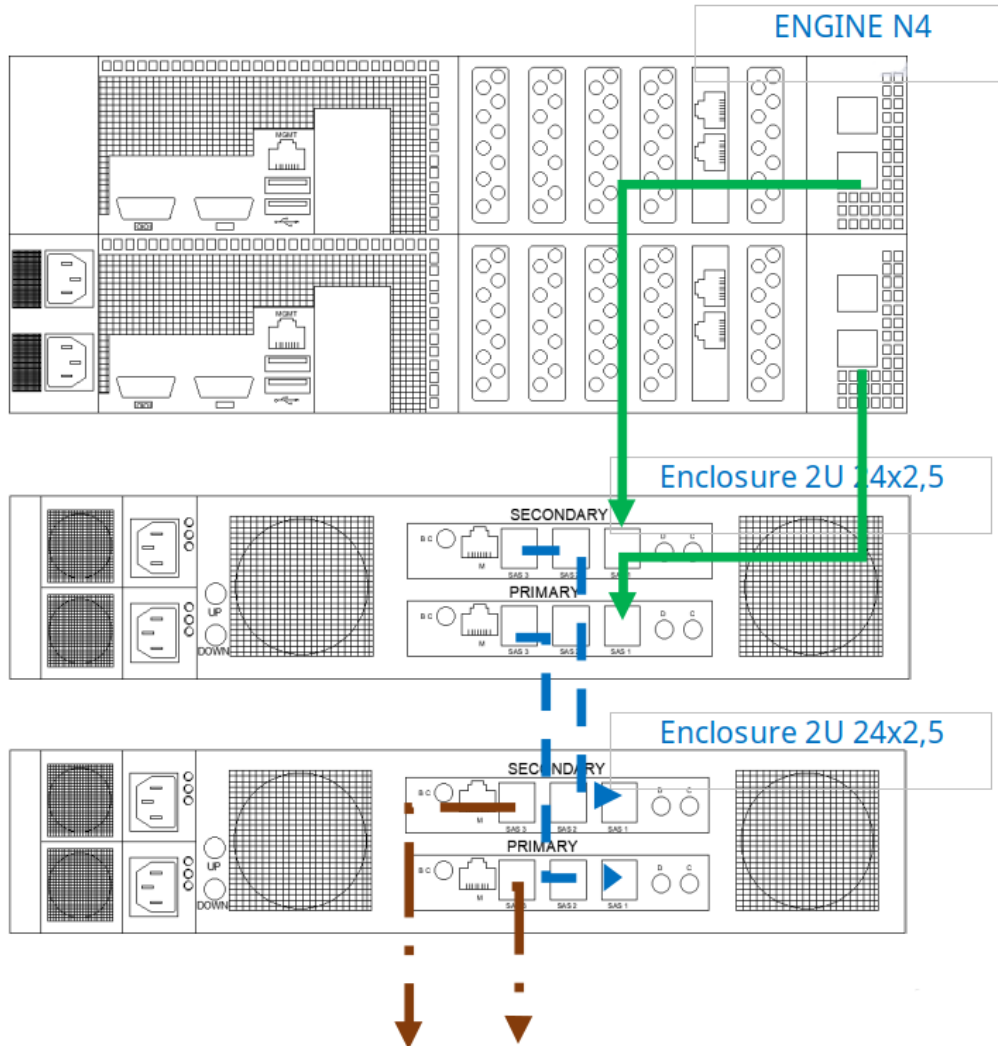 ENGINE N4
MGMT
MGMT
Enclosure 2U 24x2,5
SECONDARY
B C
D C
M
SAS 3
UP
PRIMARY
B C
D C
DOWN
M
SAS 3
SAS 2
SAS 1
Enclosure 2U 24x2,5
SECONDARY
B C
D C
M
SAS 3
SAS 2
SAS 1
UP
PRIMARY
B C
D C
DOWN
M
SAS 2
SAS 1